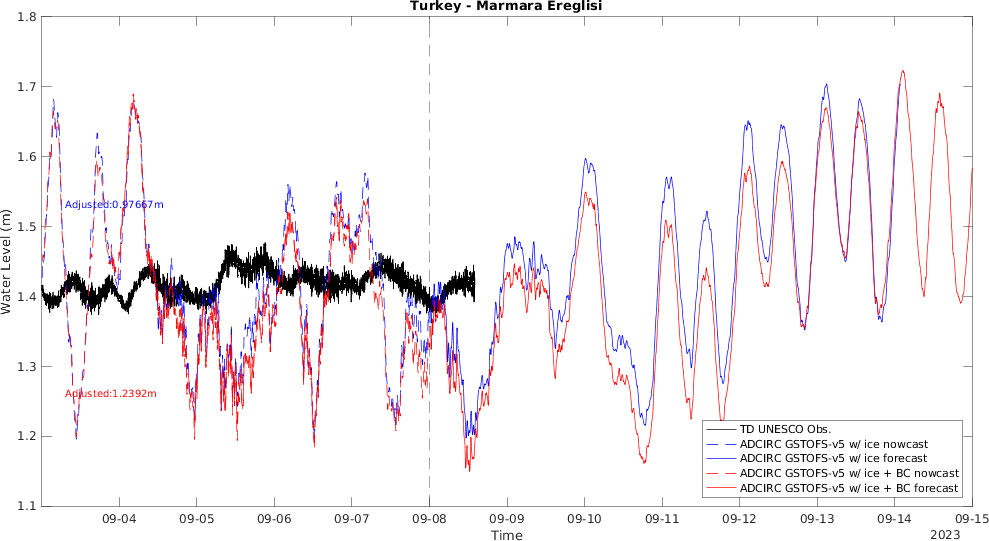 Turkey - Marmara Ereglisi
1.8
1.7
1.6
1.5
1.4
1.3
1.2
1.1
Water Level (m)
Adjusted:0.97667m
Adjusted:1.2392m
TD UNESCO Obs.
ADCIRC GSTOFS-v5 w/ ice nowcast
ADCIRC GSTOFS-v5 w/ ice forecast
ADCIRC GSTOFS-v5 w/ ice + BC nowcast
ADCIRC GSTOFS-v5 w/ ice + BC forecast
09-04 09-05 09-06 09-07 09-08 09-09 09-10 09-11 09-12 09-13 09-14 09-15
Time
2023